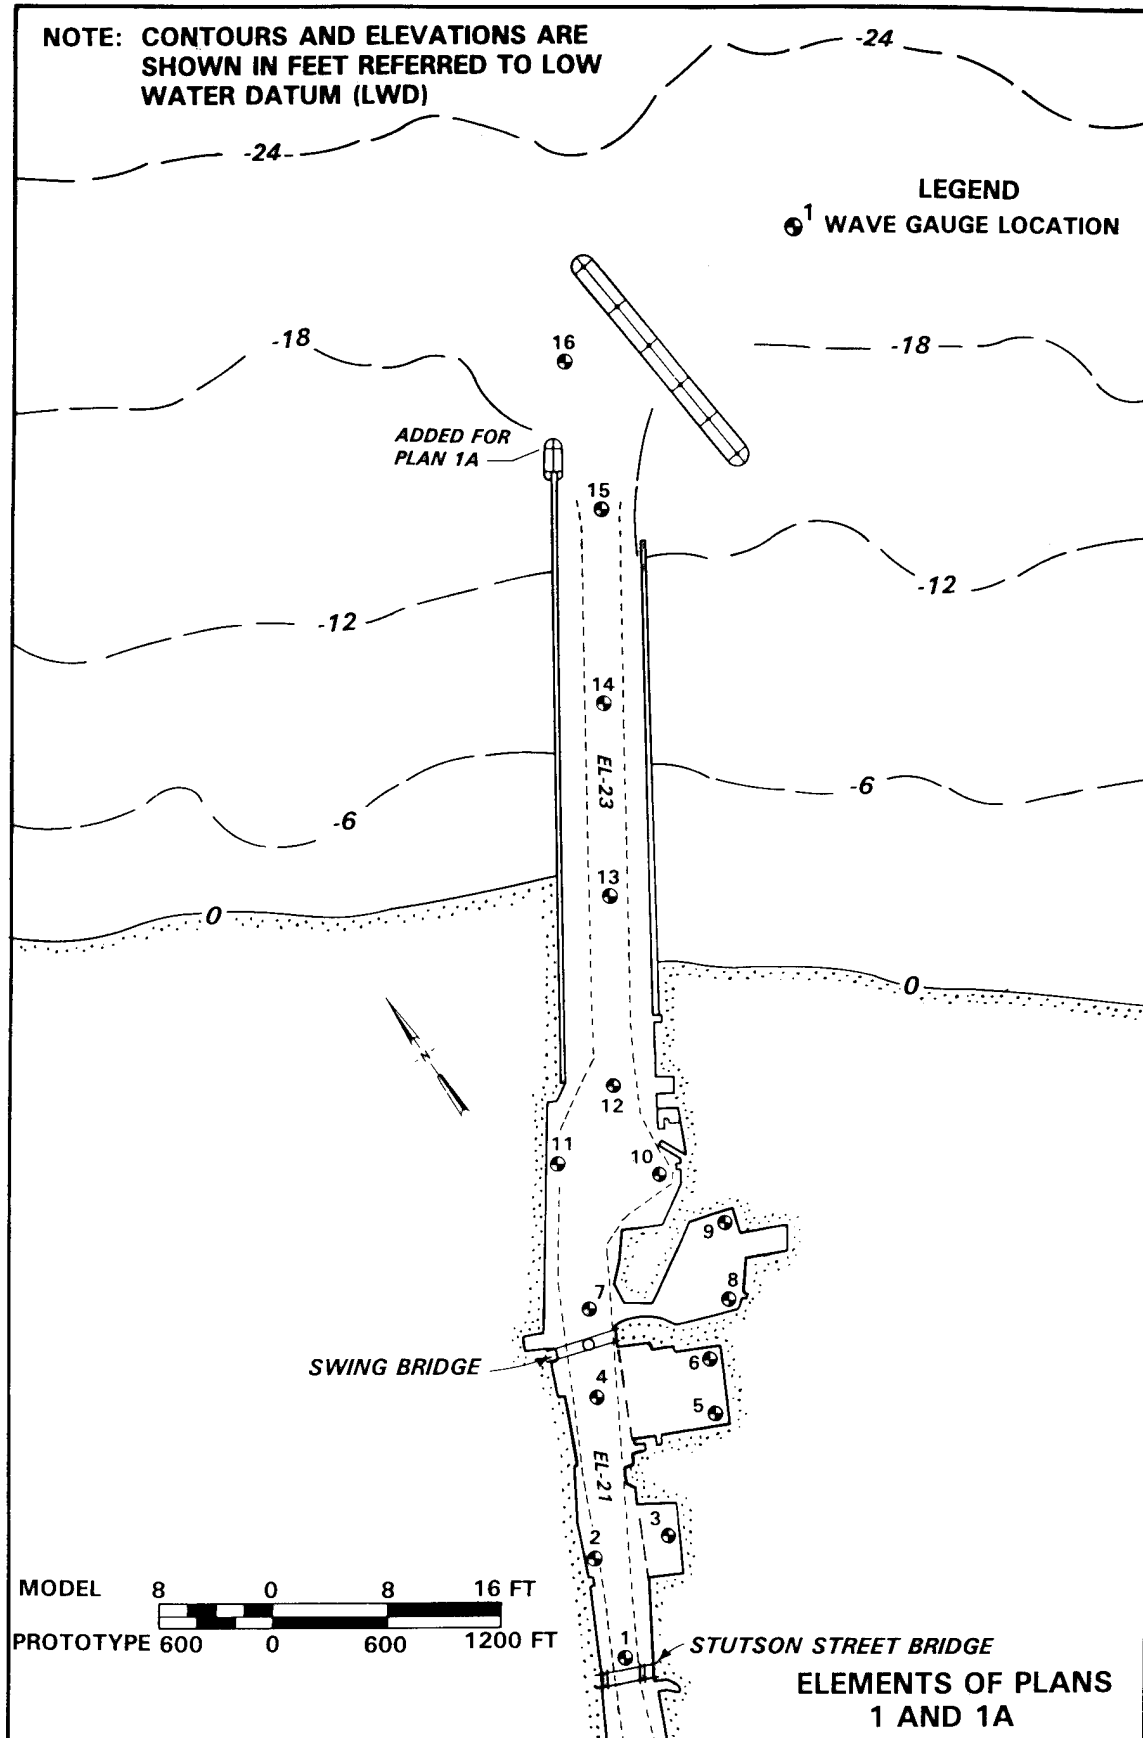 NOTE: CONTOURS AND ELEVATIONS ARE
SHOWN IN FEET REFERRED TO LOW
WATER DATUM (LWD)
-24
-24-
LEGEND
1 WAVE GAUGE LOCATION
-18
16
-18
ADDED FOR
PLAN 1A
15
-12
-12
14
EL-23
-6
-6
13
0
0
N
12
11
10
9
8
7
SWING BRIDGE
6
4
5
EL-21
3
2
MODEL 8 0 8 16 FT
PROTOTYPE 600 0 600 1200 FT
1
STUTSON STREET BRIDGE
ELEMENTS OF PLANS
1 AND 1A